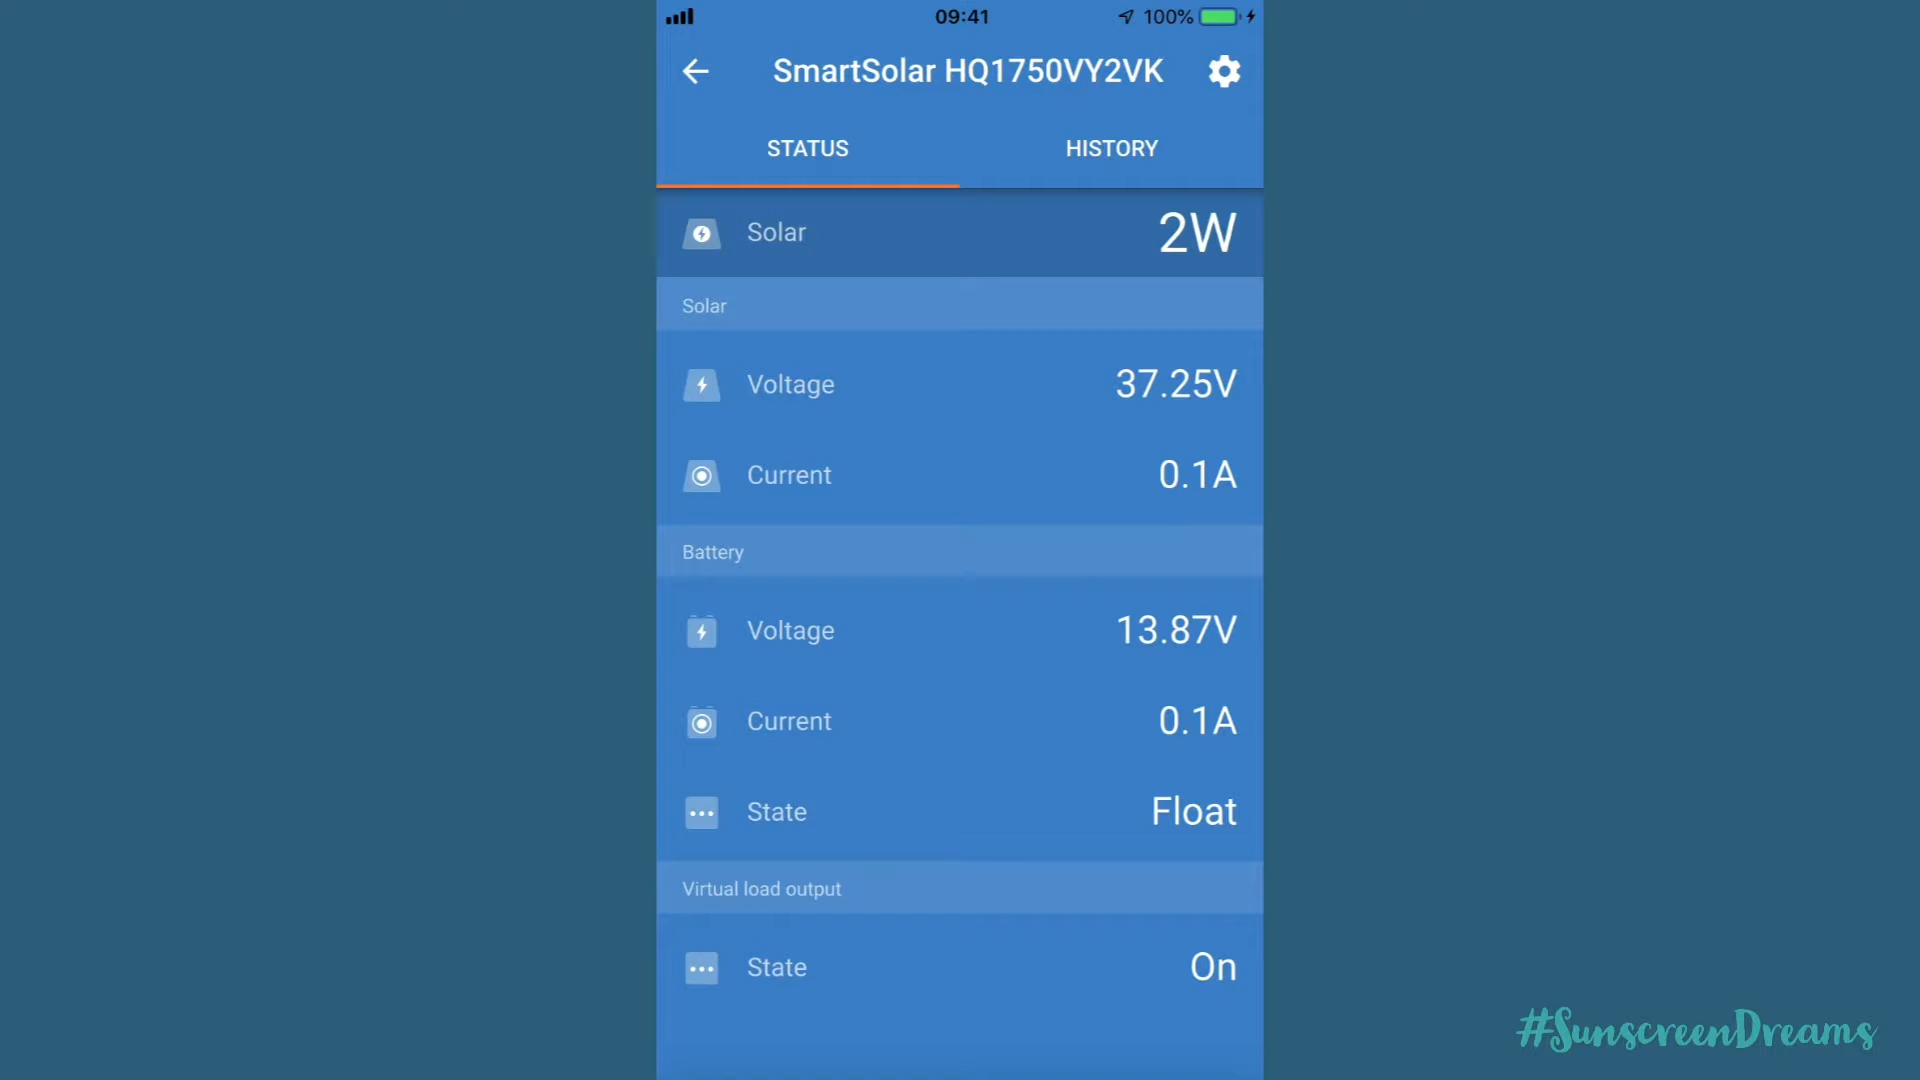 09:41
100%
SmartSolar HQ1750VY2VK
STATUS
HISTORY
Solar
2W
Solar
Voltage
37.25V
Current
0.1A
Battery
Voltage
13.87V
Current
0.1A
State
Float
Virtual load output
State
On
#SunscreenDreams